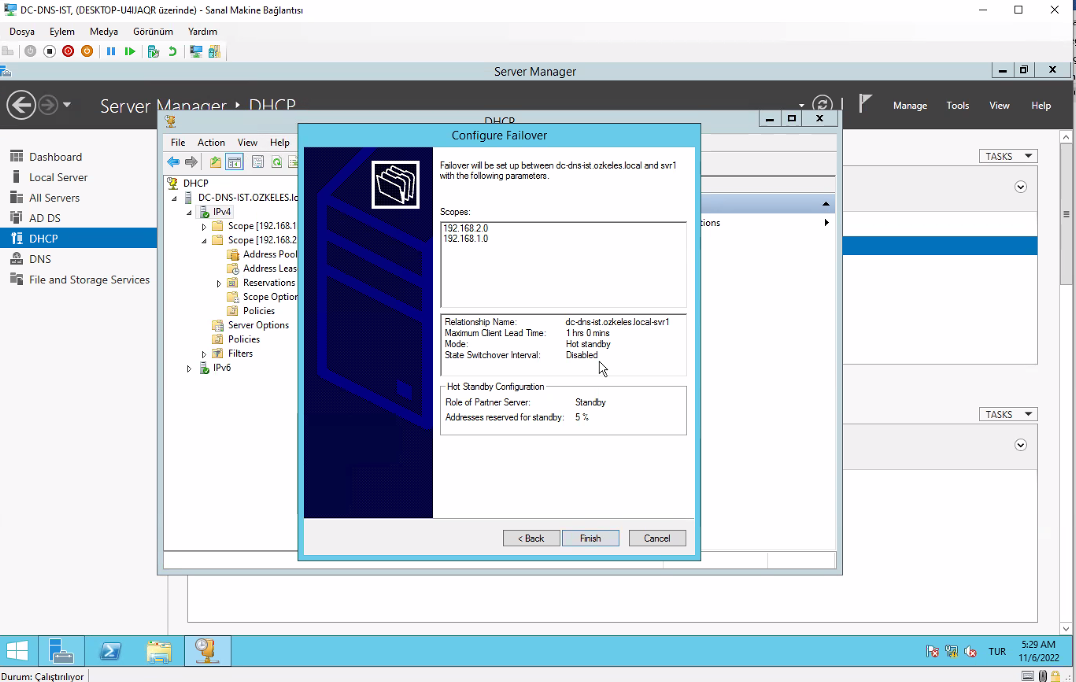 DC-DNS-IST, (DESKTOP-U4IJAQR üzerinde) - Sanal Makine Bağlantısı
Dosya Eylem Medya Görünüm Yardım
Server Manager
Server Manager ‣ DHCP
Manage Tools View Help
Dashboard
Local Server
All Servers
AD DS
DHCP
DNS
File and Storage Services
DHCP
File Action View Help
DHCP
DC-DNS-IST.OZKELES.lo
IPv4
Scope [192.168.1
Scope [192.168.2
Address Pool
Address Leas
Reservations
Scope Option
Policies
Server Options
Policies
Filters
IPv6
Configure Failover
Failover will be set up between dc-dns-ist.ozkeles.local and svr1
with the following parameters.
Scopes:
192.168.2.0
192.168.1.0
Relationship Name: dc-dns-ist.ozkeles.local-svr1
Maximum Client Lead Time: 1 hrs 0 mins
Mode: Hot standby
State Switchover Interval: Disabled
Hot Standby Configuration
Role of Partner Server: Standby
Addresses reserved for standby: 5 %
< Back Finish Cancel
ions
TASKS
TASKS
TUR
5:29 AM
11/6/2022
Durum: Çalıştırılıyor